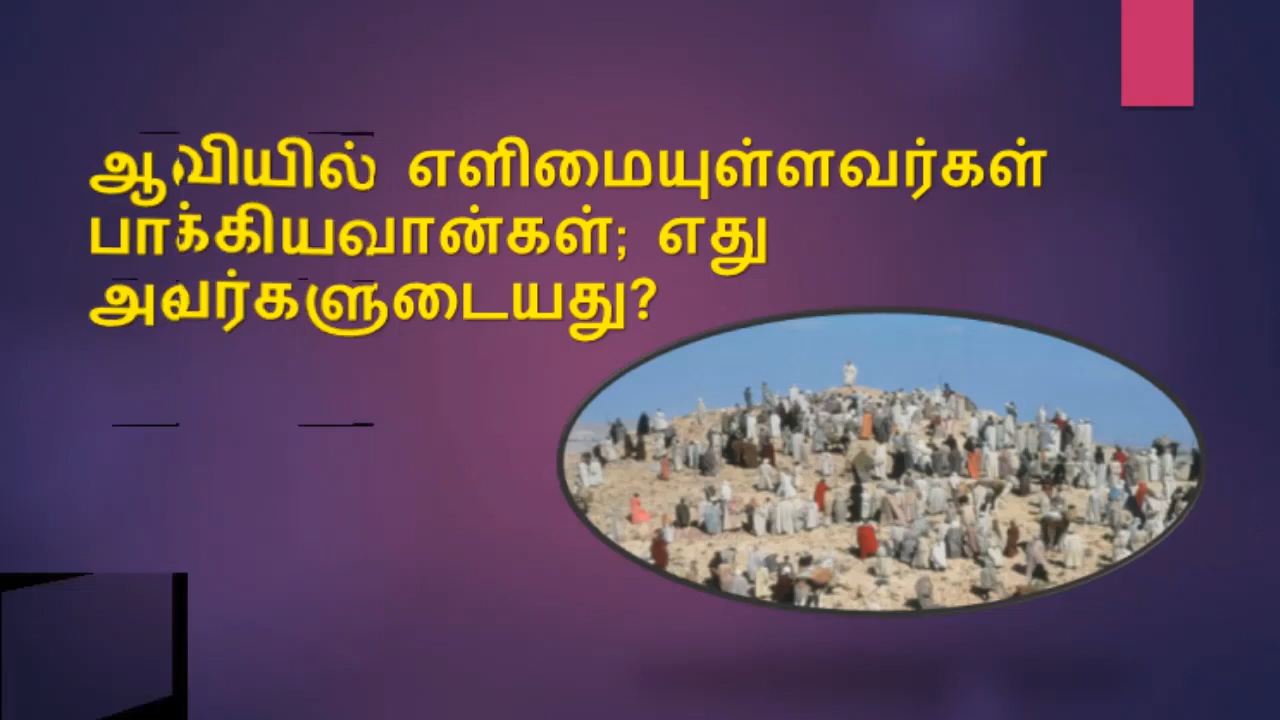 ஆவியில் எளிமையுள்ளவர்கள்
பாக்கியவான்கள்; எது
அவர்களுடையது?